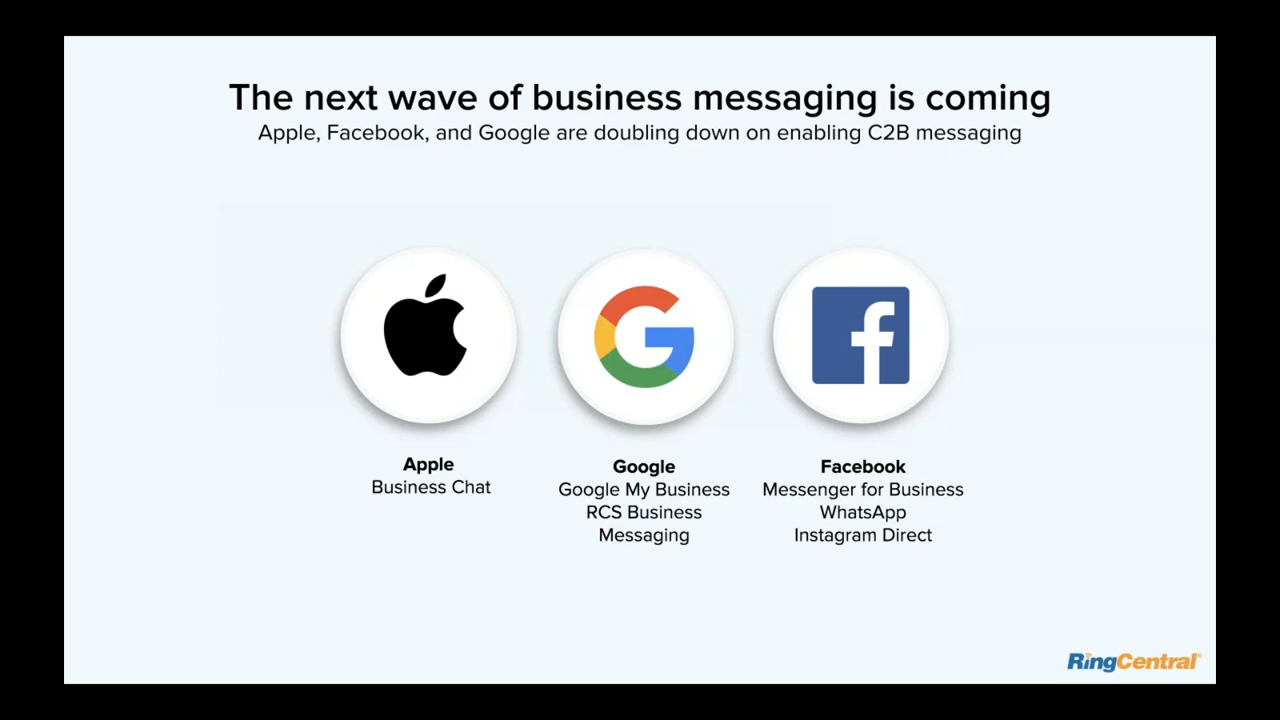 The next wave of business messaging is coming
Apple, Facebook, and Google are doubling down on enabling C2B messaging
Apple
Business Chat
Google
Google My Business
RCS Business
Messaging
Facebook
Messenger for Business
WhatsApp
Instagram Direct
RingCentral®